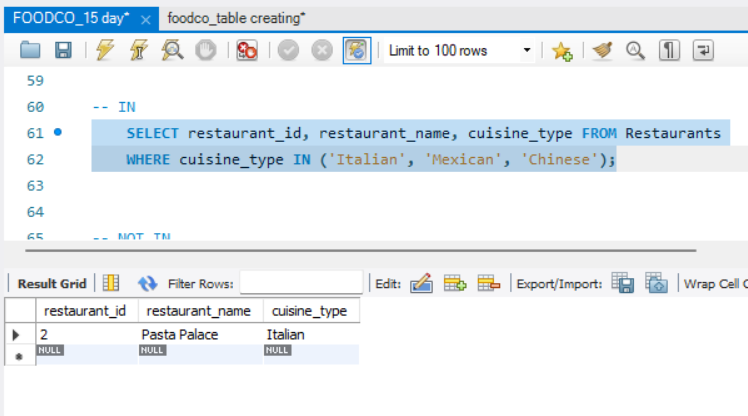 FOODCO_15 day* × foodco_table creating*
Limit to 100 rows
59
60 -- IN
61 SELECT restaurant_id, restaurant_name, cuisine_type FROM Restaurants
62 WHERE cuisine_type IN ('Italian', 'Mexican', 'Chinese');
63
64
65 -- NOT IN
Result Grid Filter Rows: Edit: Export/Import: Wrap Cell C
restaurant_id restaurant_name cuisine_type
2 Pasta Palace Italian
NULL NULL NULL